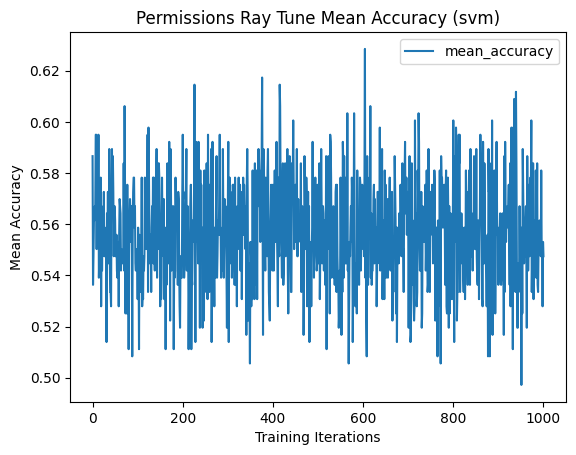 Permissions Ray Tune Mean Accuracy (svm)
mean_accuracy
0.62
0.60
0.58
0.56
0.54
0.52
0.50
Mean Accuracy
0 200 400 600 800 1000
Training Iterations